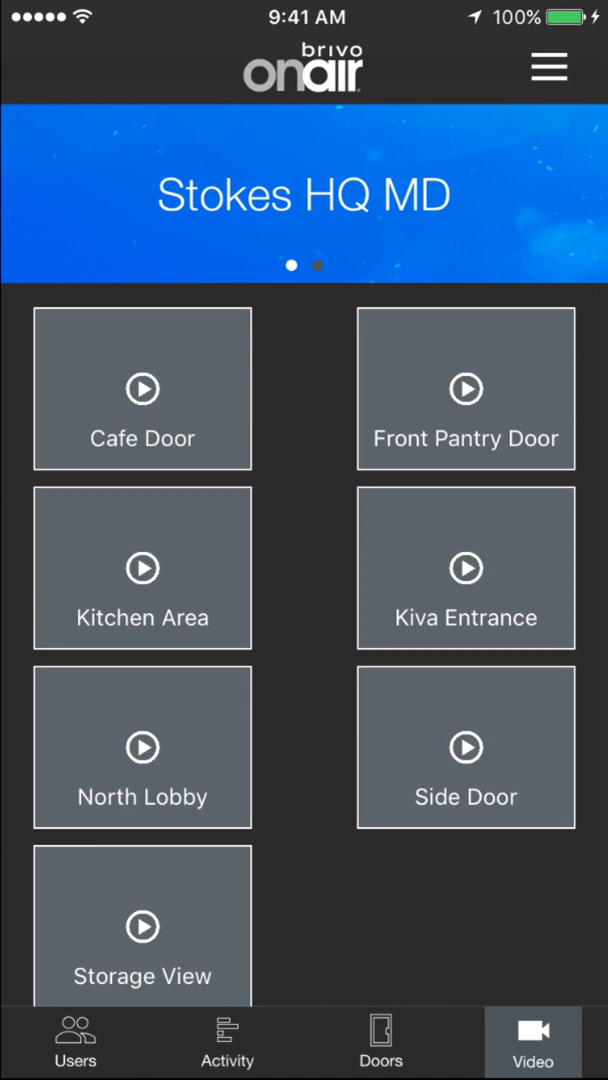 9:41 AM
100%
brivo
onair
Stokes HQ MD
Cafe Door
Front Pantry Door
Kitchen Area
Kiva Entrance
North Lobby
Side Door
Storage View
Users
Activity
Doors
Video